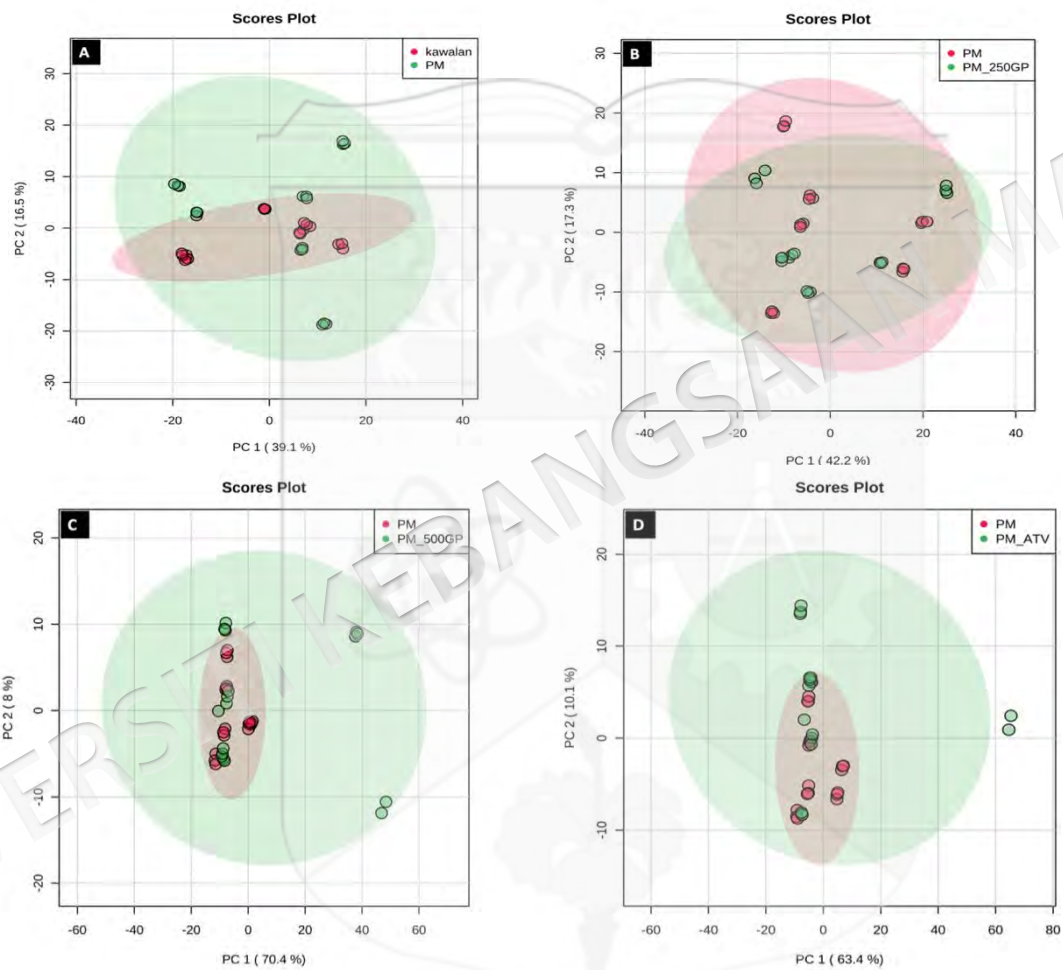 Scores Plot
A
kawalan
PM
30
20
10
0
10
-20
-30
PC 2 ( 16.5 %)
-40
-20
0
20
40
PC 1 ( 39.1 %)
Scores Plot
B
PM
PM_250GP
30
20
10
0
-10
-20
PC 2 ( 17.3 %)
-40
-20
0
20
40
PC 1 ( 42.2 %)
Scores Plot
C
PM
PM_500GP
20
10
0
-10
-20
PC 2 ( 8 %)
-60
-40
-20
0
20
40
60
PC 1 ( 70.4 %)
Scores Plot
D
PM
PM_ATV
20
10
0
-10
PC 2 ( 10.1 %)
-60
-40
-20
0
20
40
60
80
PC 1 ( 63.4 %)
ERSITI KEBANGSAAN M